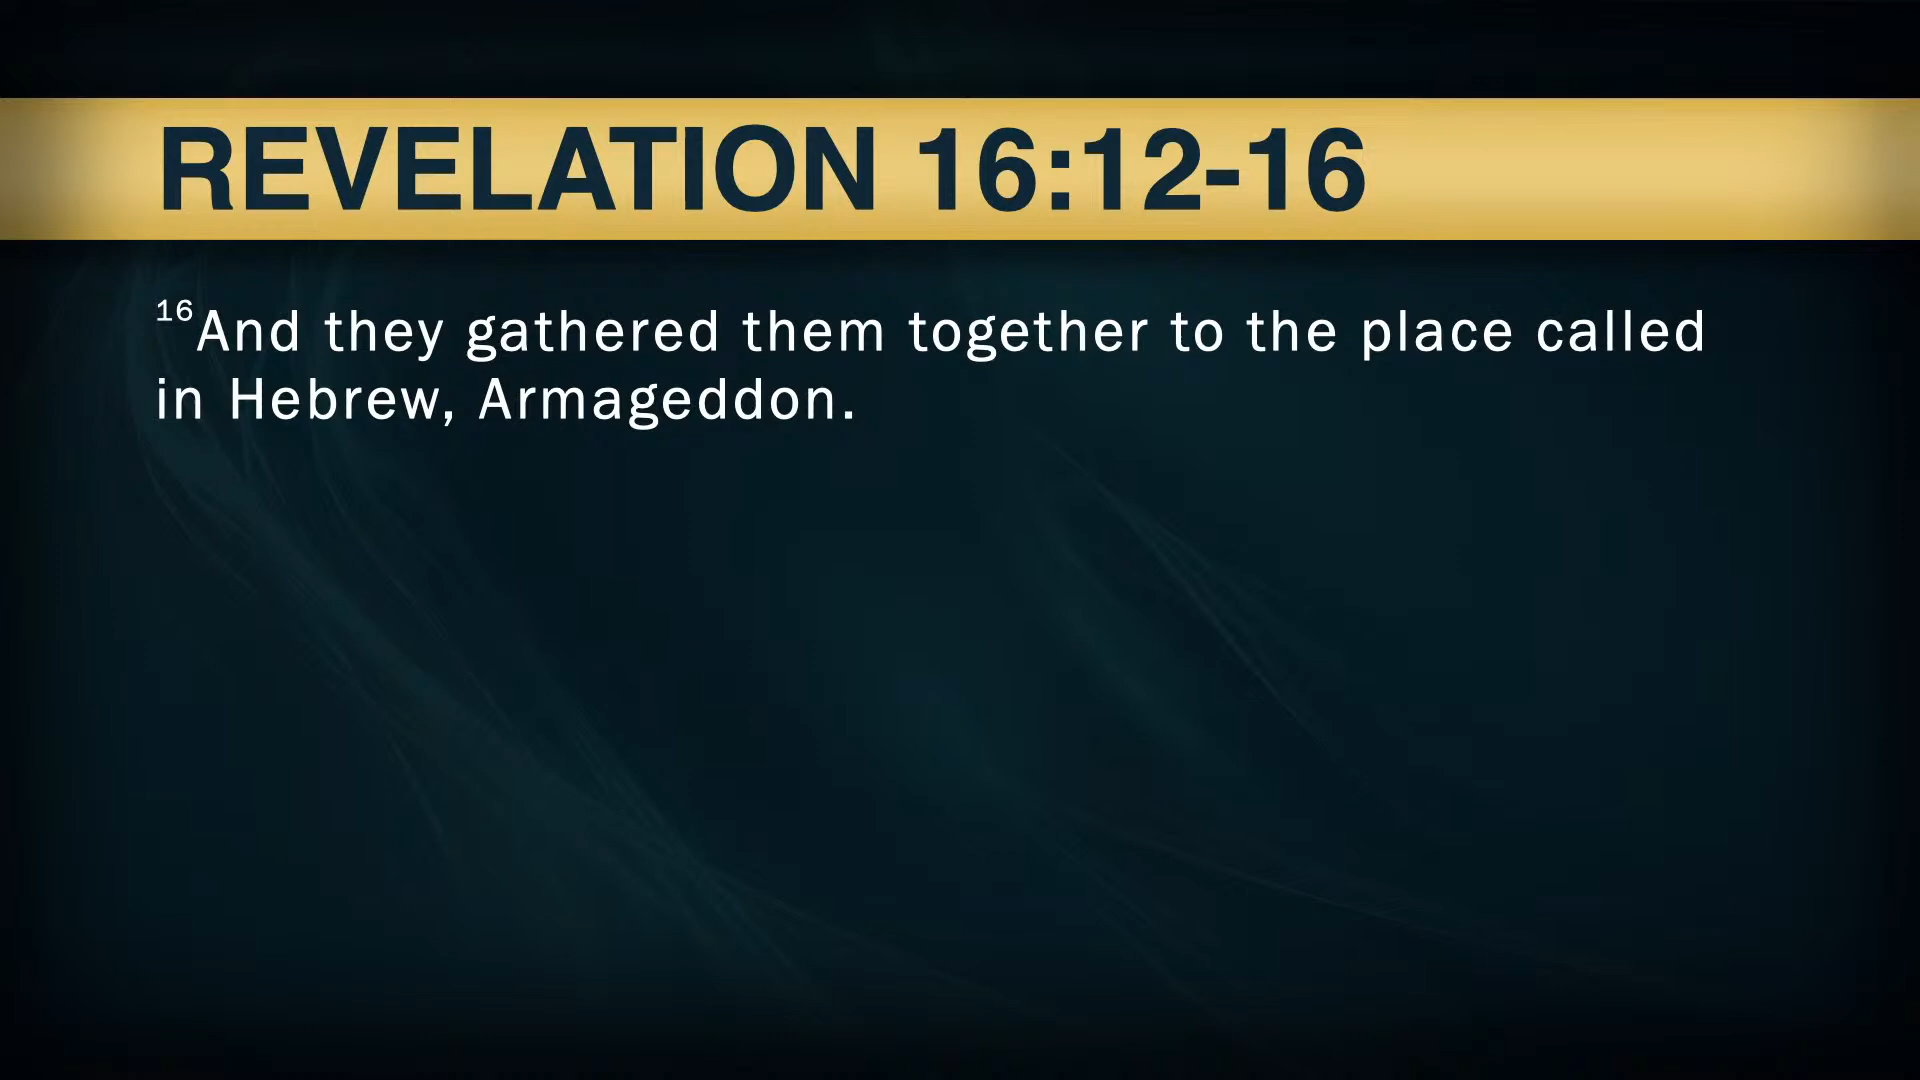 REVELATION 16:12-16
16And they gathered them together to the place called
in Hebrew, Armageddon.